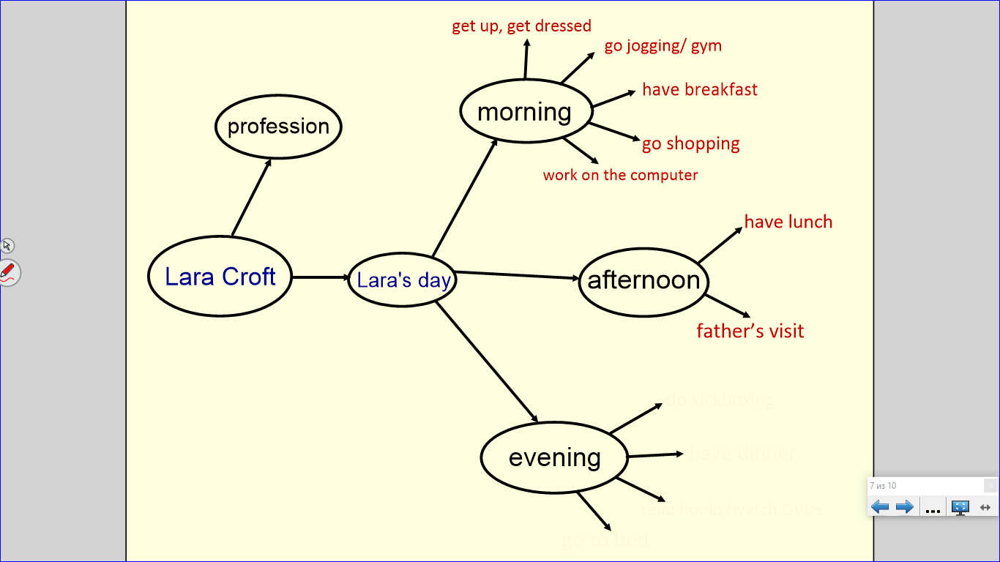 get up, get dressed
go jogging/ gym
have breakfast
morning
profession
go shopping
work on the computer
have lunch
Lara Croft
Lara's day
afternoon
father’s visit
do kickboxing
have dinner
evening
7 из 10
read books/watch DVDs
...
go to bed